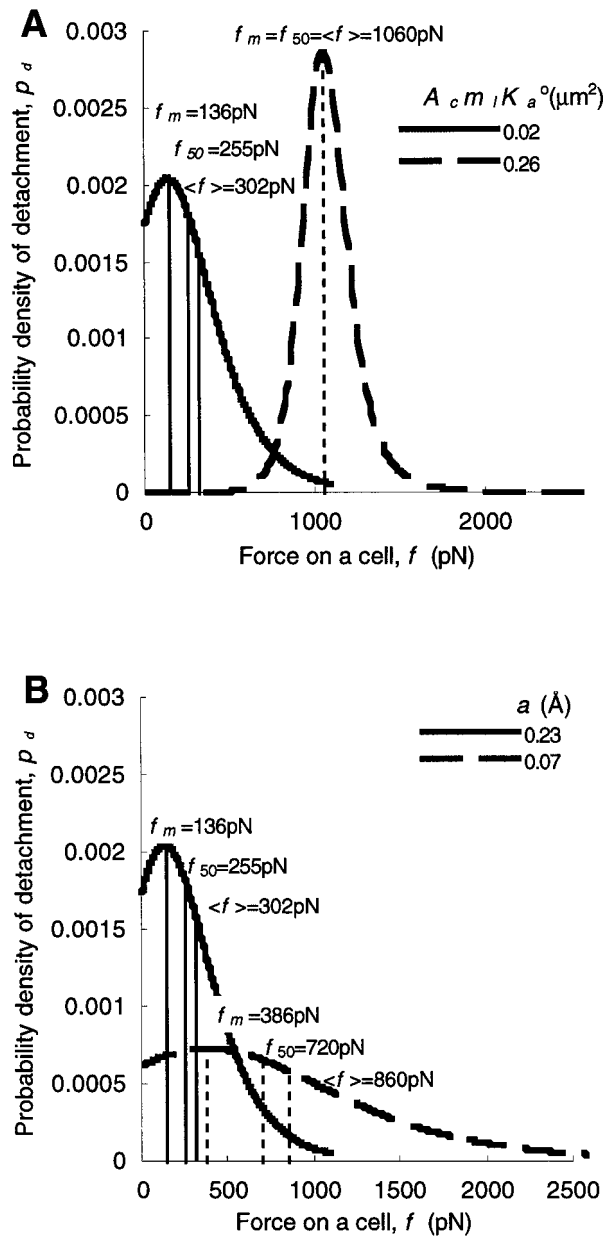 A
f m = f 50 = <f >=1060pN
A c m l K a o (μm2)
0.02
0.26
f m =136pN
f 50 =255pN
<f >=302pN
Probability density of detachment, p d
0.003
0.0025
0.002
0.0015
0.001
0.0005
0
0 1000 2000
Force on a cell, f (pN)
B
a (Å)
0.23
0.07
f m =136pN
f 50=255pN
<f >=302pN
f m =386pN
f 50=720pN
<f >=860pN
Probability density of detachment, p d
0.003
0.0025
0.002
0.0015
0.001
0.0005
0
0 500 1000 1500 2000 2500
Force on a cell, f (pN)